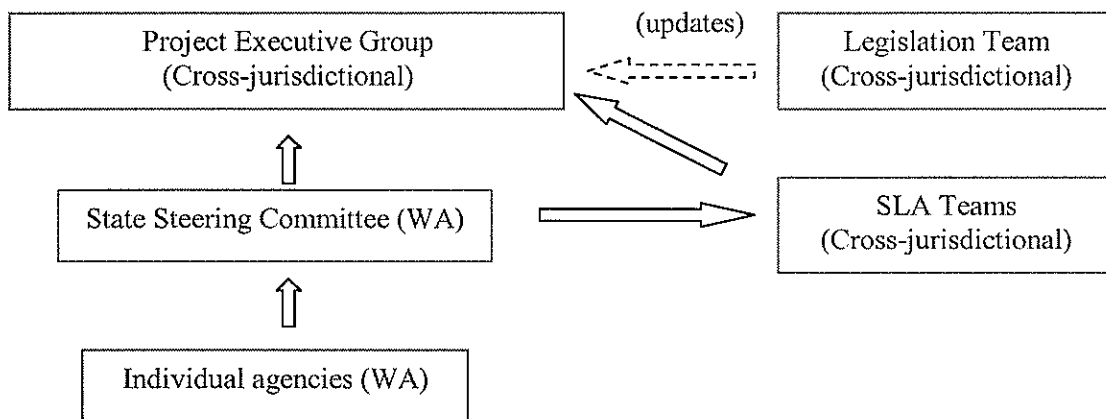 Project Executive Group
(Cross-jurisdictional)
(updates)
Legislation Team
(Cross-jurisdictional)
State Steering Committee (WA)
SLA Teams
(Cross-jurisdictional)
Individual agencies (WA)